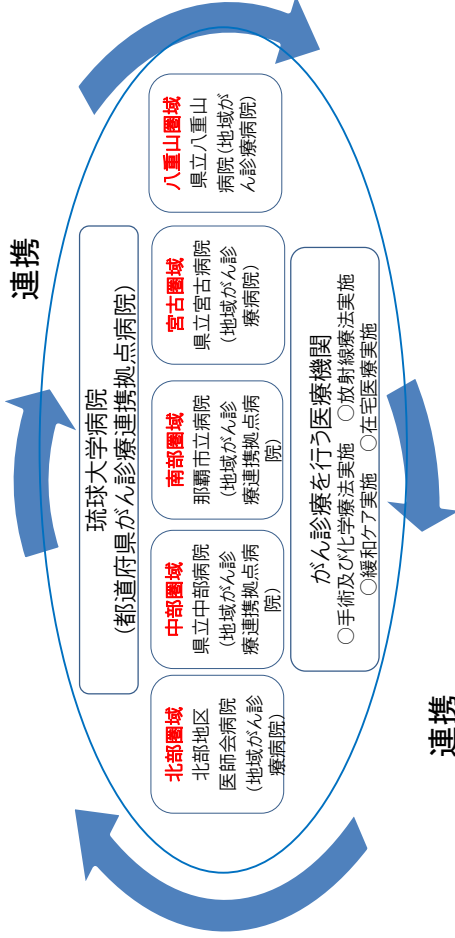 連携
琉球大学病院
(都道府県がん診療連携拠点病院)
北部圏域
北部地区
医師会病院
(地域がん診
療病院)
中部圏域
県立中部病院
(地域がん診
療連携拠点病
院)
南部圏域
那覇市立病院
(地域がん診
療連携拠点病
院)
宮古圏域
県立宮古病院
(地域がん診
療病院)
八重山圏域
県立八重山
病院(地域が
ん診療病院)
がん診療を行う医療機関
○手術及び化学療法実施 ○放射線療法実施
○緩和ケア実施 ○在宅医療実施
連携